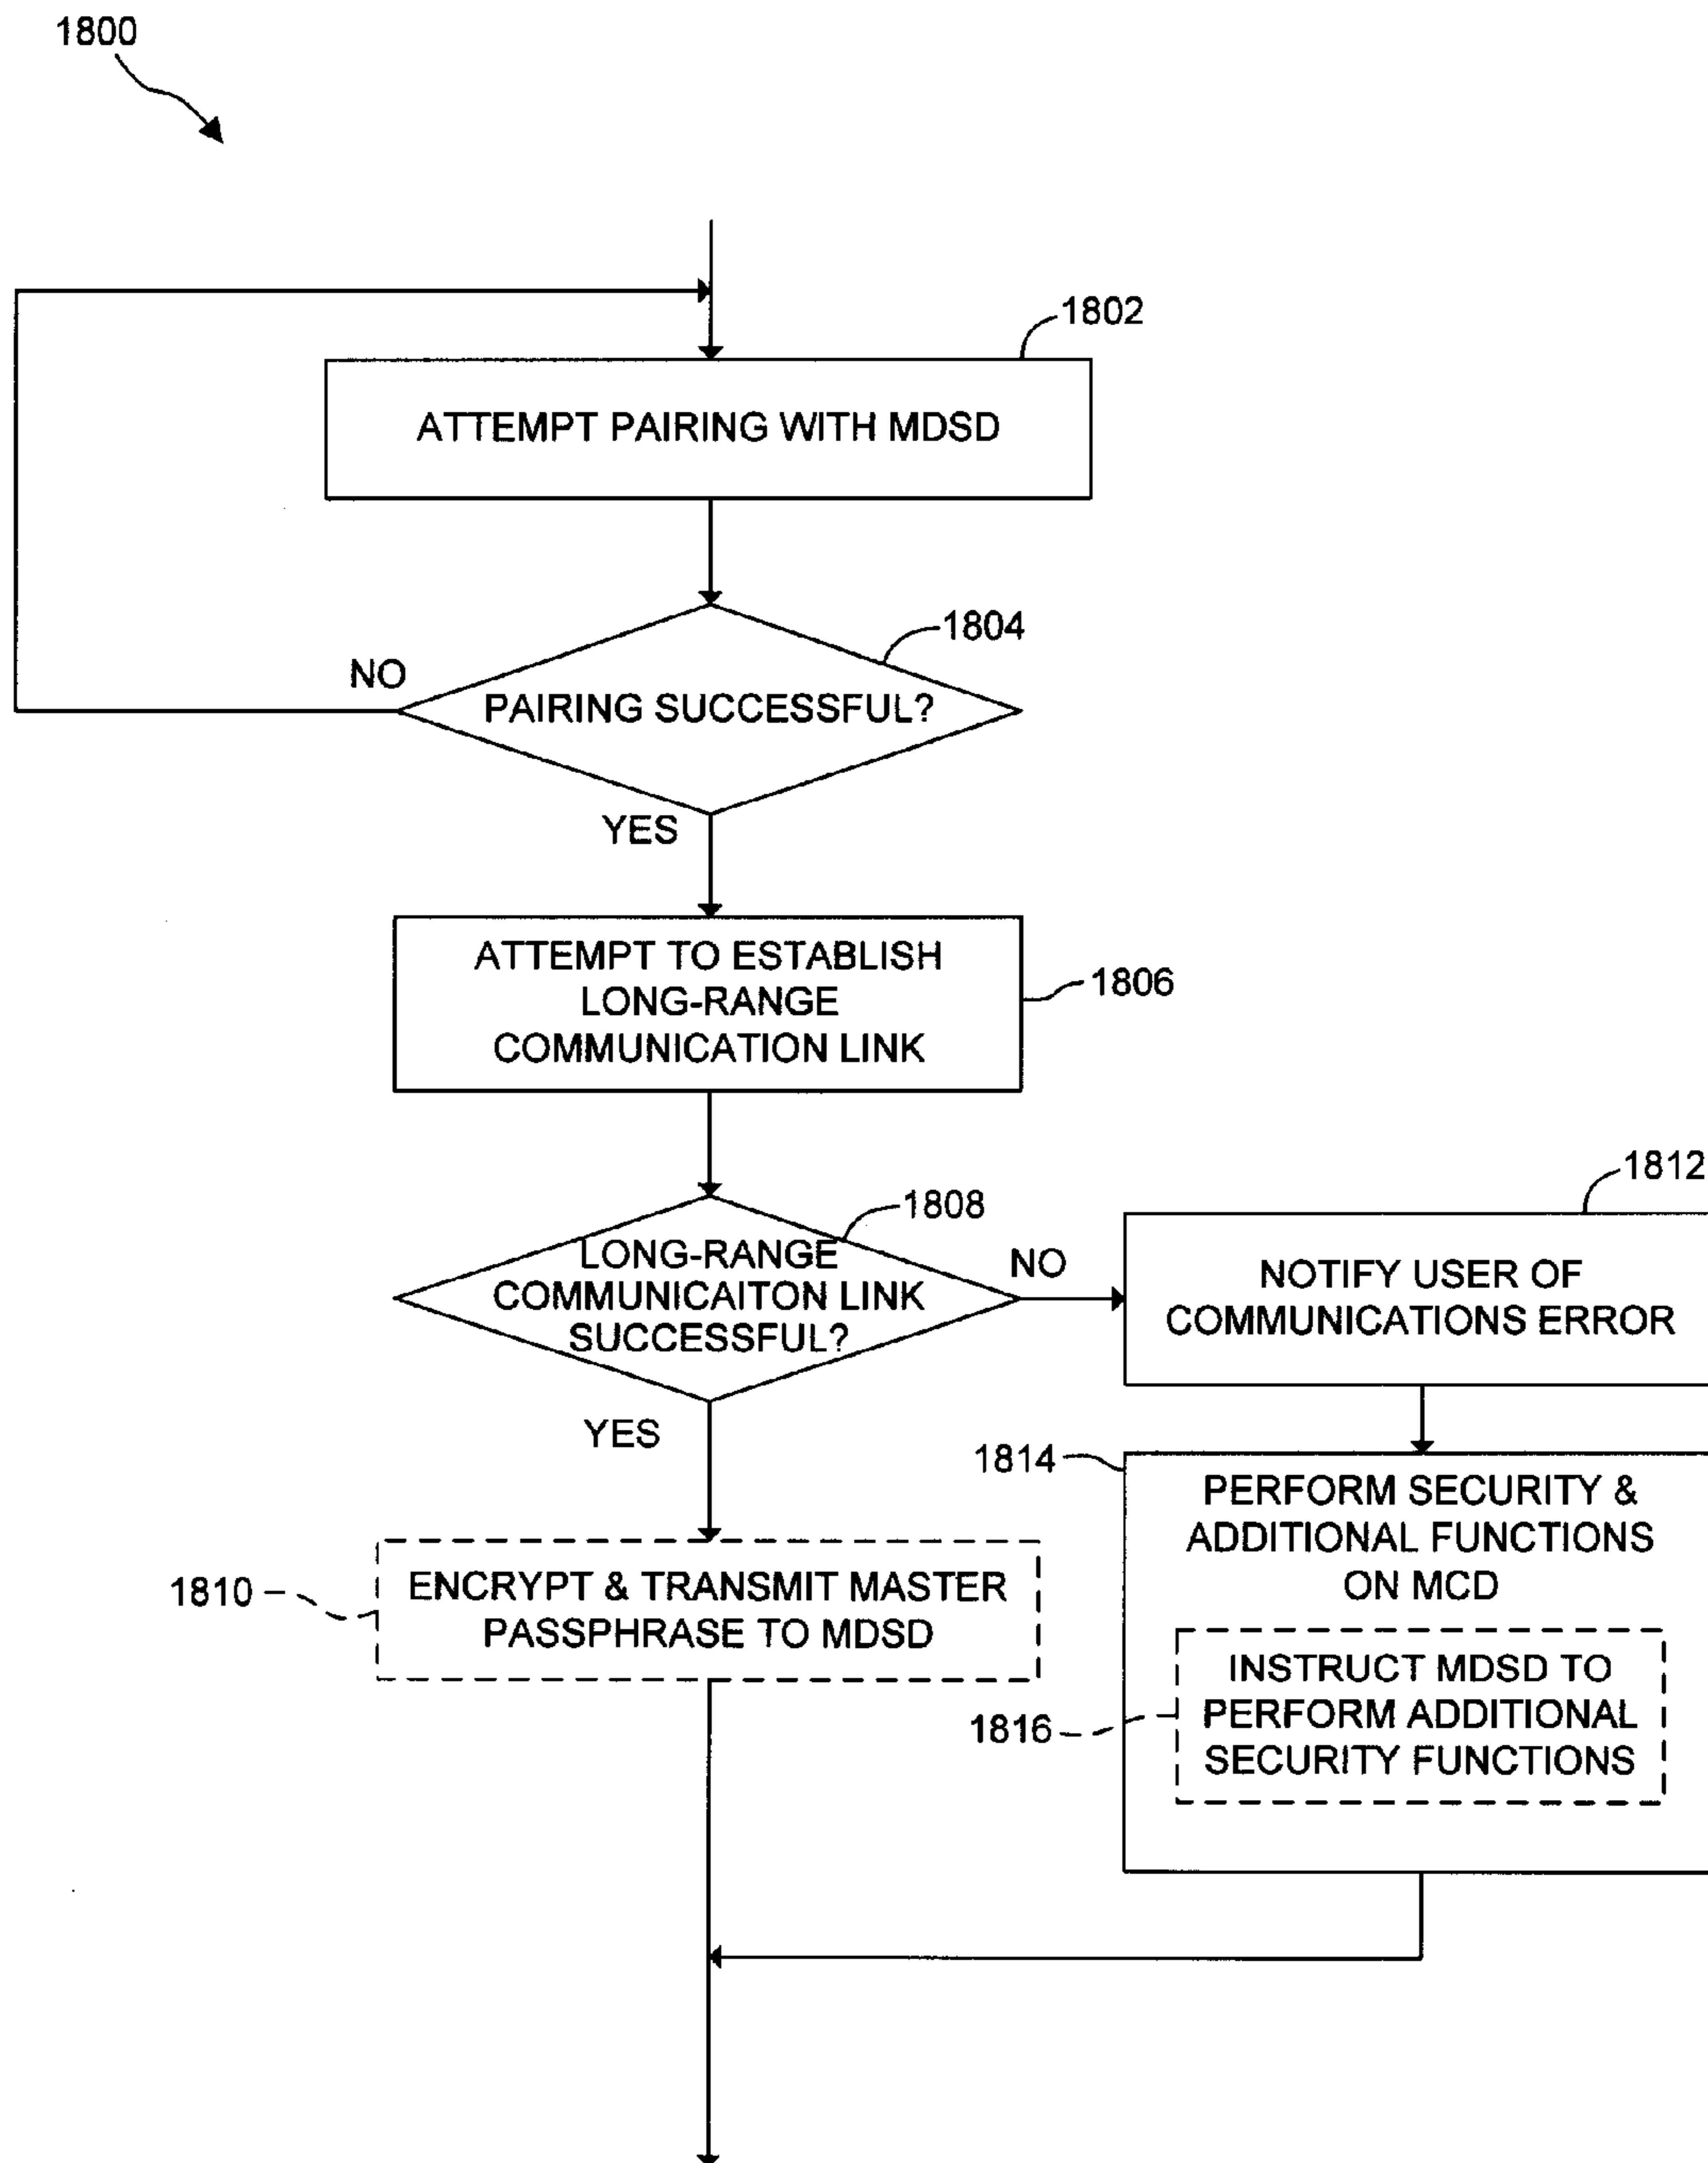 1800
1802
ATTEMPT PAIRING WITH MDSD
1804
NO
PAIRING SUCCESSFUL?
YES
ATTEMPT TO ESTABLISH
LONG-RANGE
COMMUNICATION LINK
1806
1808
LONG-RANGE
COMMUNICAITON LINK
SUCCESSFUL?
NO
1812
NOTIFY USER OF
COMMUNICATIONS ERROR
YES
1810
ENCRYPT & TRANSMIT MASTER
PASSPHRASE TO MDSD
1814
PERFORM SECURITY &
ADDITIONAL FUNCTIONS
ON MCD
1816
INSTRUCT MDSD TO
PERFORM ADDITIONAL
SECURITY FUNCTIONS